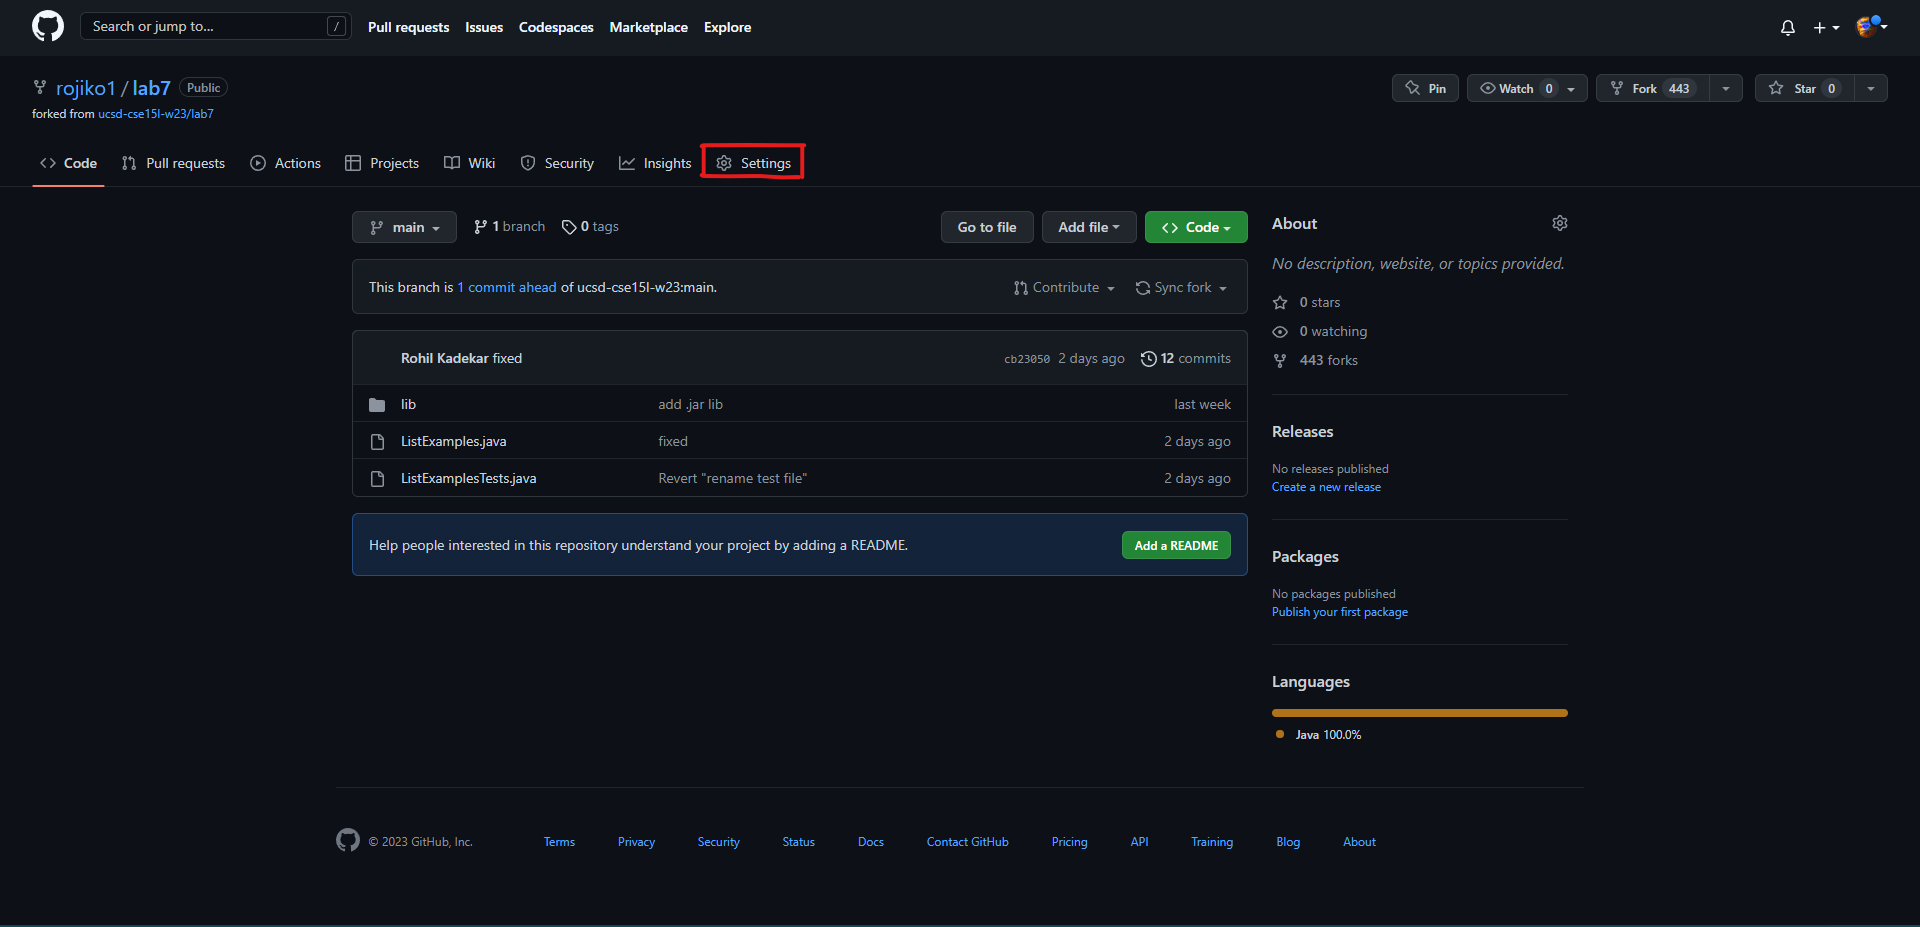 Search or jump to... / Pull requests Issues Codespaces Marketplace Explore
rojiko1 / lab7 Public Pin Watch 0 Fork 443 Star 0
forked from ucsd-cse15l-w23/lab7
Code Pull requests Actions Projects Wiki Security Insights Settings
main 1 branch 0 tags Go to file Add file Code
This branch is 1 commit ahead of ucsd-cse15l-w23:main. Contribute Sync fork
Rohil Kadekar fixed cb23050 2 days ago 12 commits
lib add .jar lib last week
ListExamples.java fixed 2 days ago
ListExamplesTests.java Revert "rename test file" 2 days ago
Help people interested in this repository understand your project by adding a README. Add a README
About
No description, website, or topics provided.
0 stars
0 watching
443 forks
Releases
No releases published
Create a new release
Packages
No packages published
Publish your first package
Languages
Java 100.0%
© 2023 GitHub, Inc. Terms Privacy Security Status Docs Contact GitHub Pricing API Training Blog About